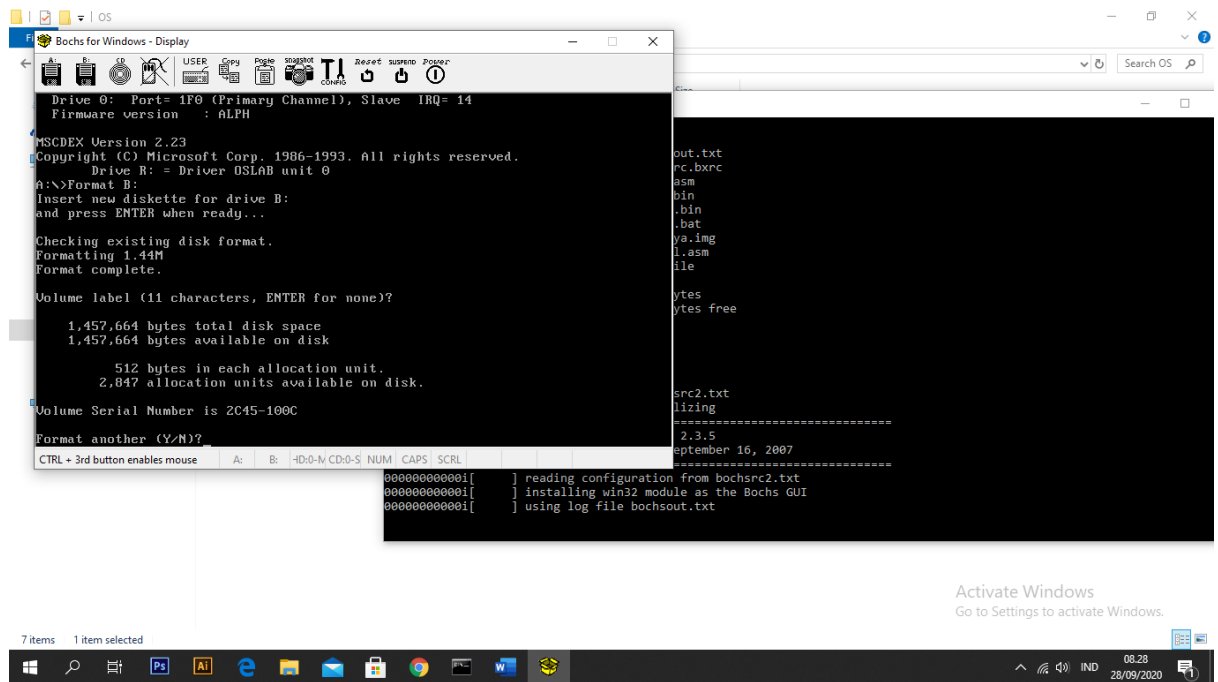 OS
Bochs for Windows - Display
A:
B:
CD
USER
Copy
Paste
snapshot
CONFIG
Reset
SUSPEND
Power
Search OS
Drive 0: Port= 1F0 (Primary Channel), Slave IRQ= 14
Firmware version : ALPH
MSCDEX Version 2.23
Copyright (C) Microsoft Corp. 1986-1993. All rights reserved.
Drive R: = Driver OSLAB unit 0
A:\>Format B:
Insert new diskette for drive B:
and press ENTER when ready...
Checking existing disk format.
Formatting 1.44M
Format complete.
Volume label (11 characters, ENTER for none)?
1,457,664 bytes total disk space
1,457,664 bytes available on disk
512 bytes in each allocation unit.
2,847 allocation units available on disk.
Volume Serial Number is 2C45-100C
Format another (Y/N)?_
CTRL + 3rd button enables mouse A: B: HD:0-M CD:0-S NUM CAPS SCRL
out.txt
rc.bxrc
asm
bin
.bin
.bat
ya.img
l.asm
ile
ytes
ytes free
src2.txt
lizing
===============================
2.3.5
eptember 16, 2007
===============================
00000000000i[ ] reading configuration from bochsrc2.txt
00000000000i[ ] installing win32 module as the Bochs GUI
00000000000i[ ] using log file bochsout.txt
Activate Windows
Go to Settings to activate Windows.
7 items 1 item selected
Ps
Ai
IND
08.28
28/09/2020
1